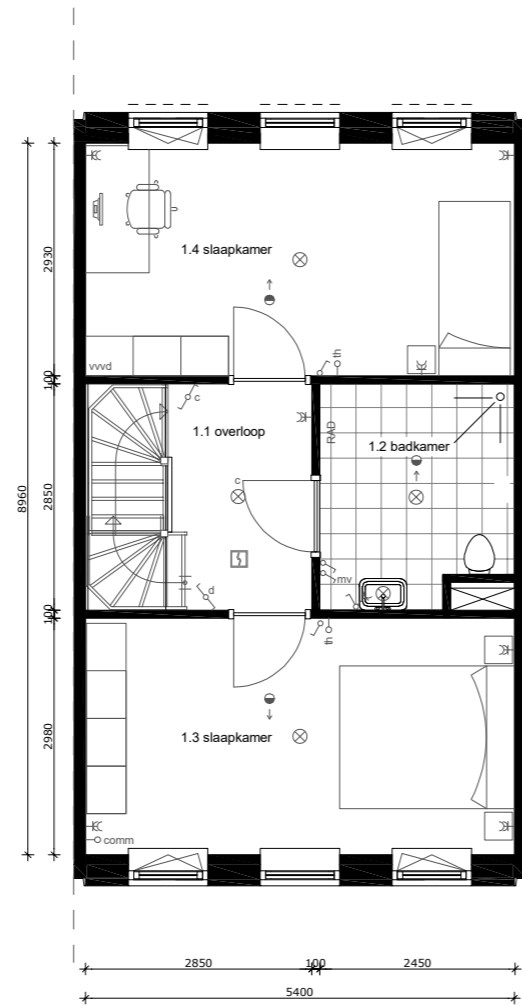 1.4 slaapkamer
vvvd
th
c
1.1 overloop
RAD
1.2 badkamer
c
mv
d
th
1.3 slaapkamer
comm
2930
100
2850
100
2980
8960
2850
100
2450
5400